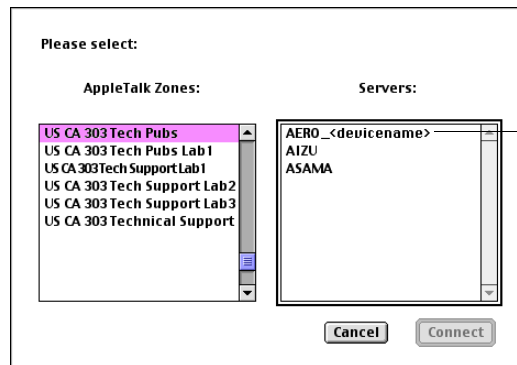 Please select:
AppleTalk Zones:
Servers:
US CA 303 Tech Pubs
US CA 303 Tech Pubs Lab1
US CA 303Tech Support Lab1
US CA 303 Tech Support Lab2
US CA 303 Tech Support Lab3
US CA 303 Technical Support
AERO_<devicename>
AIZU
ASAMA
Cancel
Connect